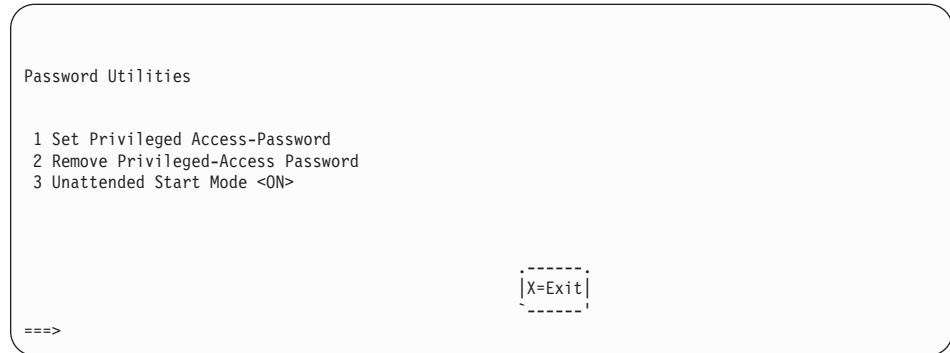 Password Utilities
1 Set Privileged Access-Password
2 Remove Privileged-Access Password
3 Unattended Start Mode <ON>
X=Exit
===>